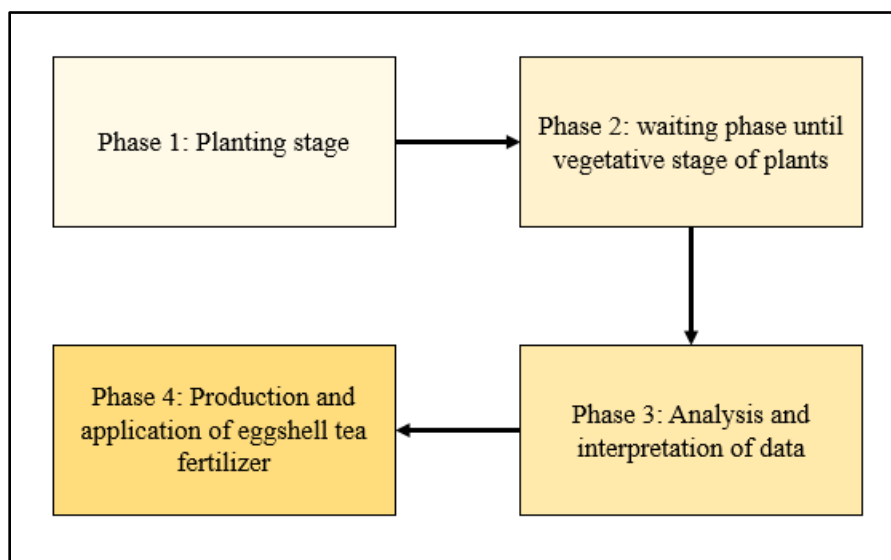 Phase 1: Planting stage
Phase 2: waiting phase until
vegetative stage of plants
Phase 3: Analysis and
interpretation of data
Phase 4: Production and
application of eggshell tea
fertilizer